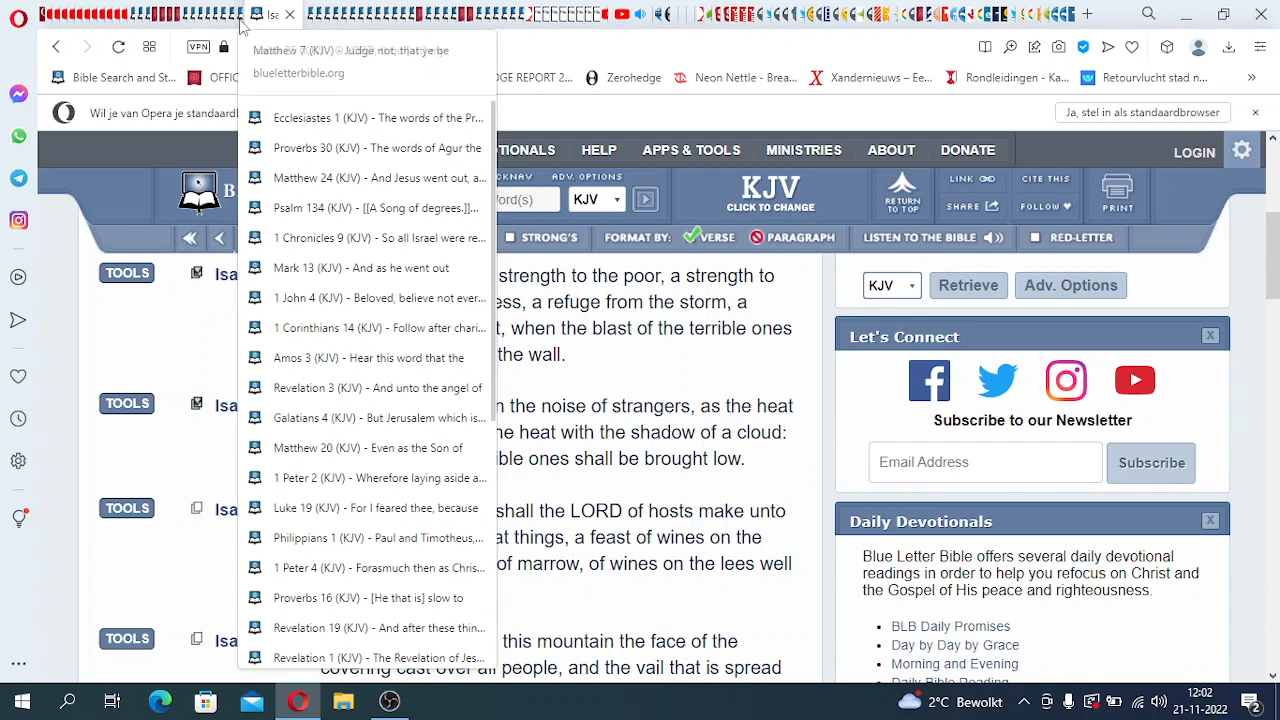 Isa
VPN
Matthew 7 (KJV) - Judge not, that ye be
blueletterbible.org
Bible Search and St...
OFFIC
DGE REPORT 2...
Zerohedge
Neon Nettle - Brea...
Xandernieuws – Ee...
Rondleidingen - Ka...
Retourvlucht stad n...
»
Wil je van Opera je standaardl
Ja, stel in als standaardbrowser
OTIONALS
HELP
APPS & TOOLS
MINISTRIES
ABOUT
DONATE
LOGIN
B
CKNAV
ADV. OPTIONS
ord(s)
KJV
KJV
CLICK TO CHANGE
RETURN
TO TOP
LINK
SHARE
CITE THIS
FOLLOW
PRINT
STRONG'S
FORMAT BY:
VERSE
PARAGRAPH
LISTEN TO THE BIBLE
RED-LETTER
Ecclesiastes 1 (KJV) - The words of the Pr...
Proverbs 30 (KJV) - The words of Agur the
Matthew 24 (KJV) - And Jesus went out, a...
Psalm 134 (KJV) - [[A Song of degrees.]]...
1 Chronicles 9 (KJV) - So all Israel were re...
Mark 13 (KJV) - And as he went out
1 John 4 (KJV) - Beloved, believe not ever...
1 Corinthians 14 (KJV) - Follow after chari...
Amos 3 (KJV) - Hear this word that the
Revelation 3 (KJV) - And unto the angel of
Galatians 4 (KJV) - But Jerusalem which is...
Matthew 20 (KJV) - Even as the Son of
1 Peter 2 (KJV) - Wherefore laying aside a...
Luke 19 (KJV) - For I feared thee, because
Philippians 1 (KJV) - Paul and Timotheus,...
1 Peter 4 (KJV) - Forasmuch then as Chris...
Proverbs 16 (KJV) - [He that is] slow to
Revelation 19 (KJV) - And after these thin...
Revelation 1 (KJV) - The Revelation of Jes...
TOOLS
Isa
strength to the poor, a strength to
ess, a refuge from the storm, a
t, when the blast of the terrible ones
the wall.
TOOLS
Isa
n the noise of strangers, as the heat
he heat with the shadow of a cloud:
ible ones shall be brought low.
TOOLS
Isa
shall the LORD of hosts make unto
at things, a feast of wines on the
of marrow, of wines on the lees well
TOOLS
Isa
this mountain the face of the
covering cast over all people, and the vail that is spread
KJV
Retrieve
Adv. Options
Let's Connect
X
Subscribe to our Newsletter
Email Address
Subscribe
Daily Devotionals
X
Blue Letter Bible offers several daily devotional
readings in order to help you refocus on Christ and
the Gospel of His peace and righteousness.
BLB Daily Promises
Day by Day by Grace
Morning and Evening
Daily Bible Reading
2°C Bewolkt
12:02
21-11-2022
2